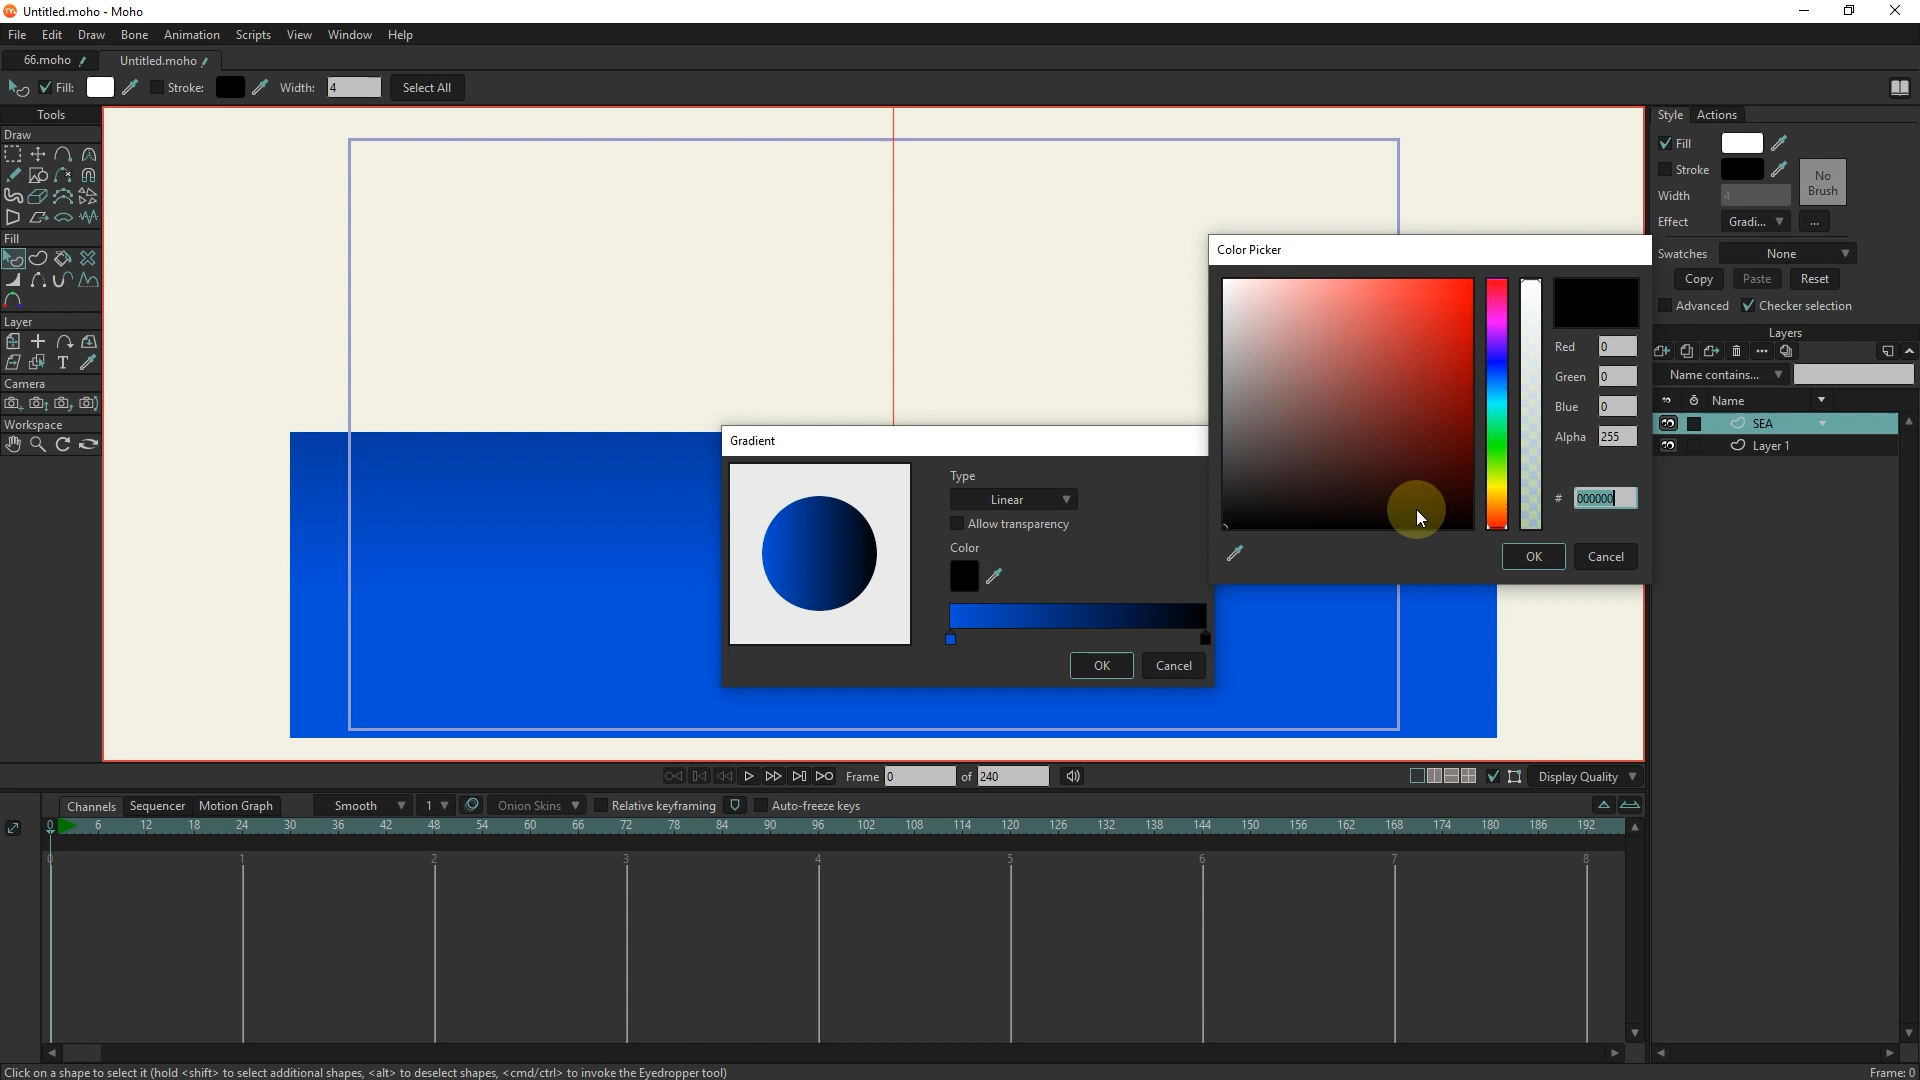 Untitled.moho - Moho
File Edit Draw Bone Animation Scripts View Window Help
66.moho Untitled.moho
Fill: Stroke: Width: 4 Select All
Tools
Draw
Fill
Layer
Camera
Workspace
Style Actions
Fill
Stroke
No Brush
Width 4
Effect Gradi... ...
Swatches None
Copy Paste Reset
Advanced Checker selection
Layers
Name contains...
Name
SEA
Layer 1
Color Picker
Red 0
Green 0
Blue 0
Alpha 255
# 000000
OK Cancel
Gradient
Type
Linear
Allow transparency
Color
OK Cancel
Frame 0 of 240 Display Quality
Channels Sequencer Motion Graph Smooth 1 Onion Skins Relative keyframing Auto-freeze keys
0 6 12 18 24 30 36 42 48 54 60 66 72 78 84 90 96 102 108 114 120 126 132 138 144 150 156 162 168 174 180 186 192
0 1 2 3 4 5 6 7 8
Click on a shape to select it (hold <shift> to select additional shapes, <alt> to deselect shapes, <cmd/ctrl> to invoke the Eyedropper tool) Frame: 0